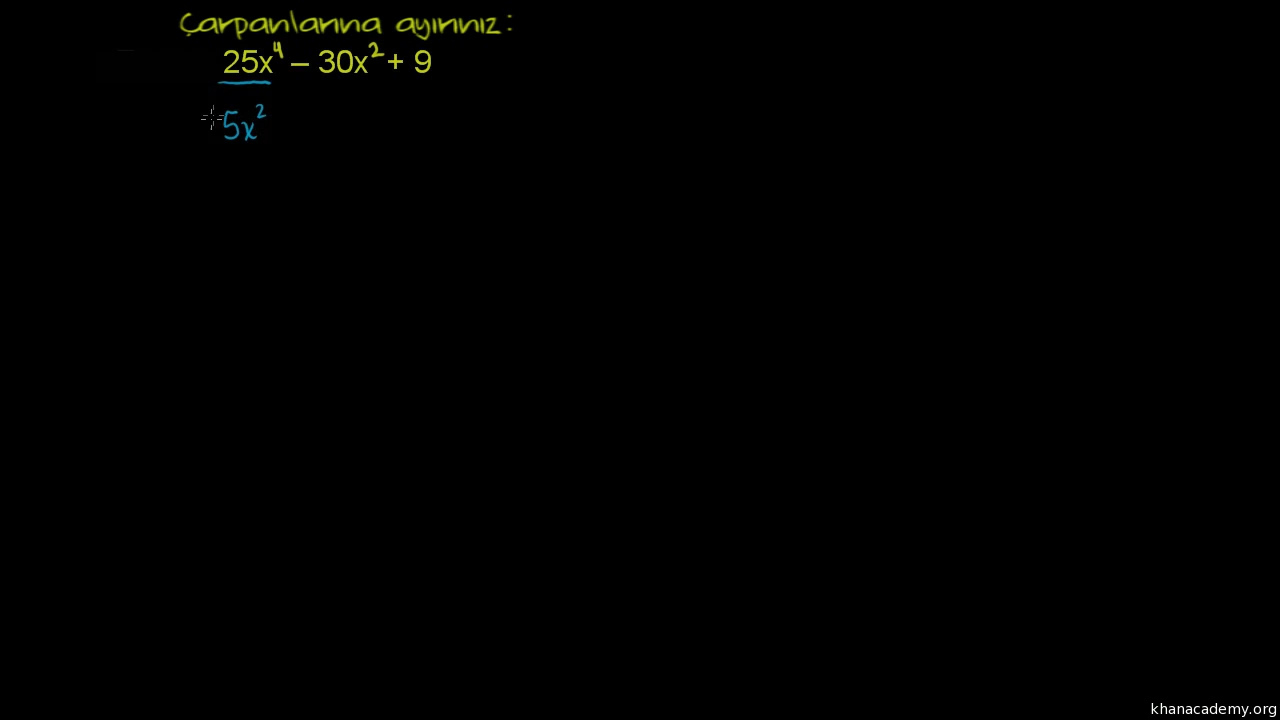 Çarpanlarına ayırınız:
25x⁴ – 30x² + 9
5x²
khanacademy.org